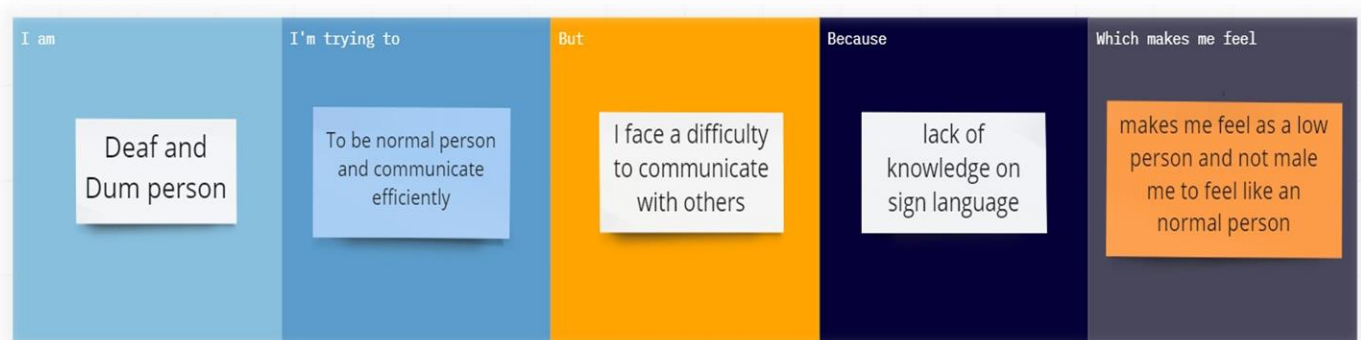 I am
Deaf and
Dum person
I'm trying to
To be normal person
and communicate
efficiently
But
I face a difficulty
to communicate
with others
Because
lack of
knowledge on
sign language
Which makes me feel
makes me feel as a low
person and not male
me to feel like an
normal person